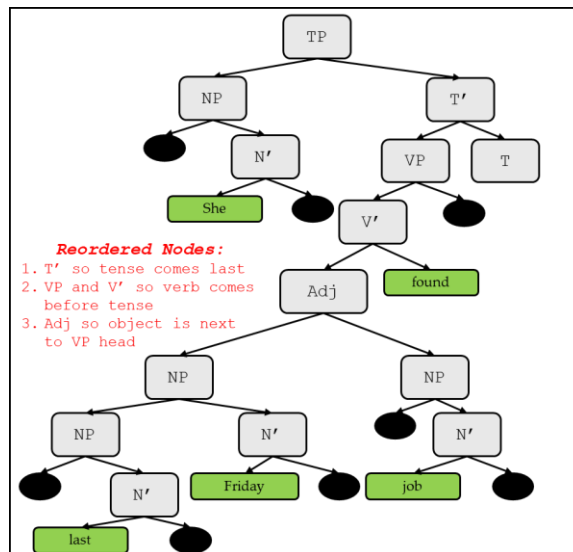 TP
NP T'
N' VP T
She V'
Reordered Nodes:
1. T' so tense comes last
2. VP and V' so verb comes
before tense
3. Adj so object is next
to VP head
Adj found
NP NP
NP N' N'
N' Friday job
last